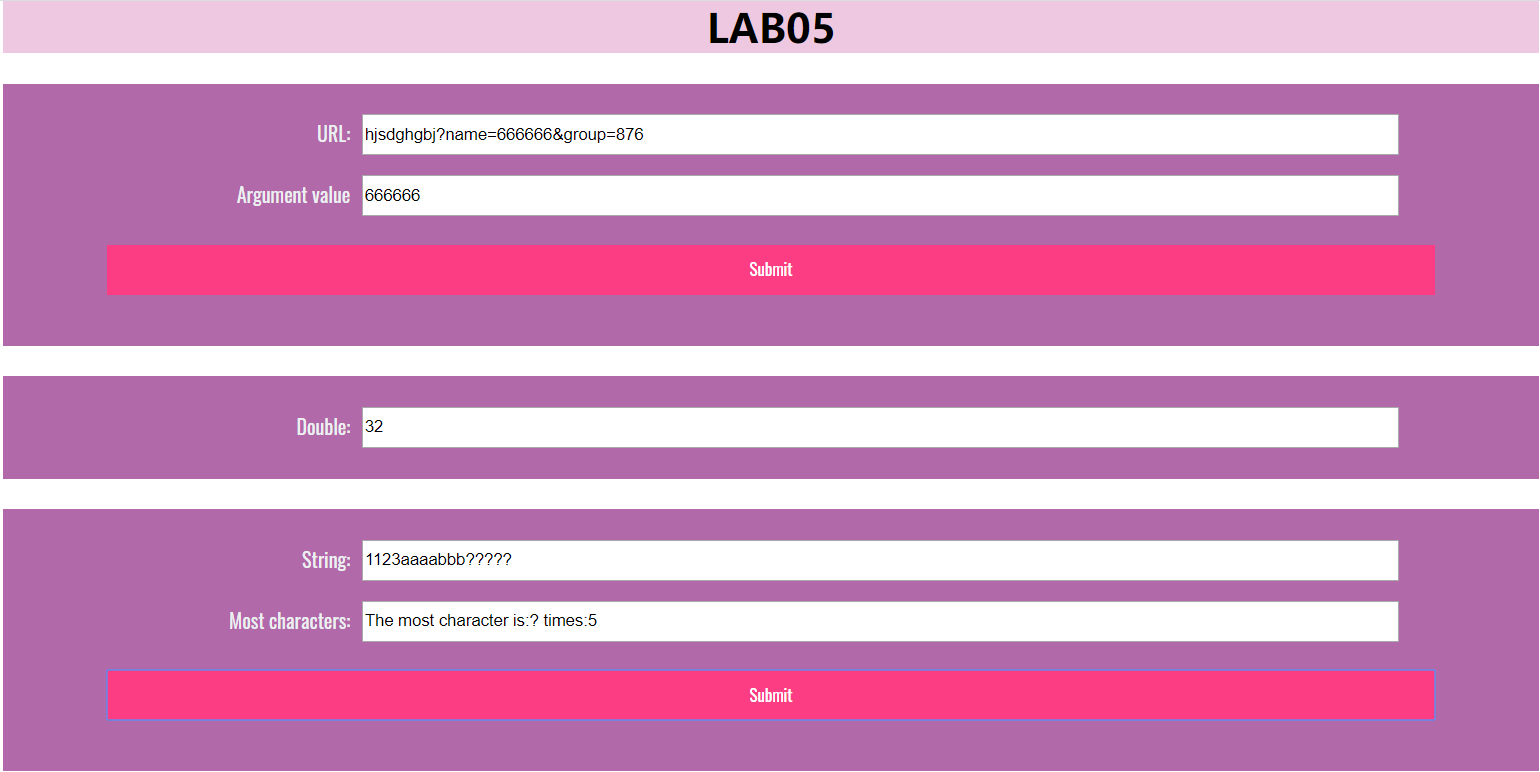 LAB05
URL: hjsdghgbj?name=666666&group=876
Argument value 666666
Submit
Double: 32
String: 1123aaaabbb?????
Most characters: The most character is:? times:5
Submit